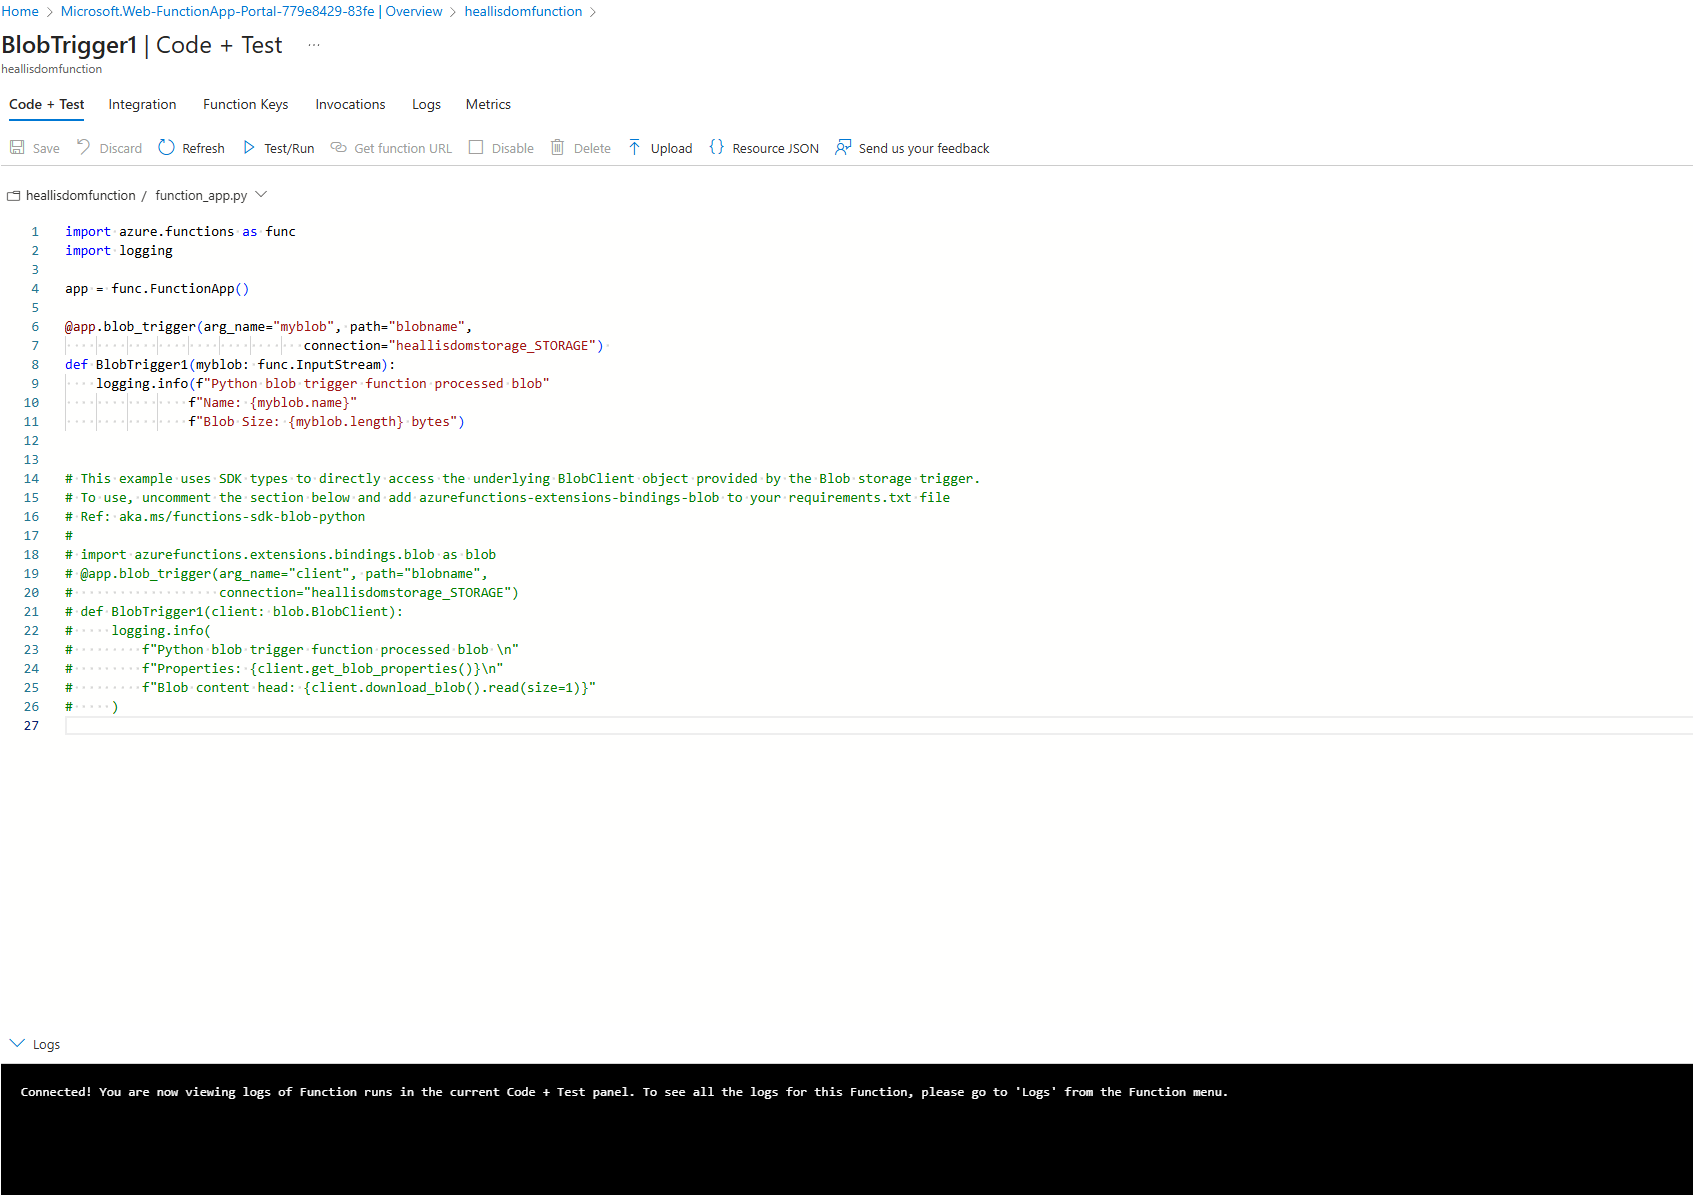 Home > Microsoft.Web-FunctionApp-Portal-779e8429-83fe | Overview > heallisdomfunction >
BlobTrigger1 | Code + Test ...
heallisdomfunction
Code + Test Integration Function Keys Invocations Logs Metrics
Save Discard Refresh Test/Run Get function URL Disable Delete Upload {} Resource JSON Send us your feedback
heallisdomfunction / function_app.py
1 import azure.functions as func
2 import logging
3
4 app = func.FunctionApp()
5
6 @app.blob_trigger(arg_name="myblob", path="blobname",
7                               connection="heallisdomstorage_STORAGE")
8 def BlobTrigger1(myblob: func.InputStream):
9     logging.info(f"Python blob trigger function processed blob"
10                 f"Name: {myblob.name}"
11                 f"Blob Size: {myblob.length} bytes")
12
13
14 # This example uses SDK types to directly access the underlying BlobClient object provided by the Blob storage trigger.
15 # To use, uncomment the section below and add azurefunctions-extensions-bindings-blob to your requirements.txt file
16 # Ref: aka.ms/functions-sdk-blob-python
17 #
18 # import azurefunctions.extensions.bindings.blob as blob
19 # @app.blob_trigger(arg_name="client", path="blobname",
20 #                   connection="heallisdomstorage_STORAGE")
21 # def BlobTrigger1(client: blob.BlobClient):
22 #     logging.info(
23 #         f"Python blob trigger function processed blob \n"
24 #         f"Properties: {client.get_blob_properties()}\n"
25 #         f"Blob content head: {client.download_blob().read(size=1)}"
26 #     )
27
Logs
Connected! You are now viewing logs of Function runs in the current Code + Test panel. To see all the logs for this Function, please go to 'Logs' from the Function menu.